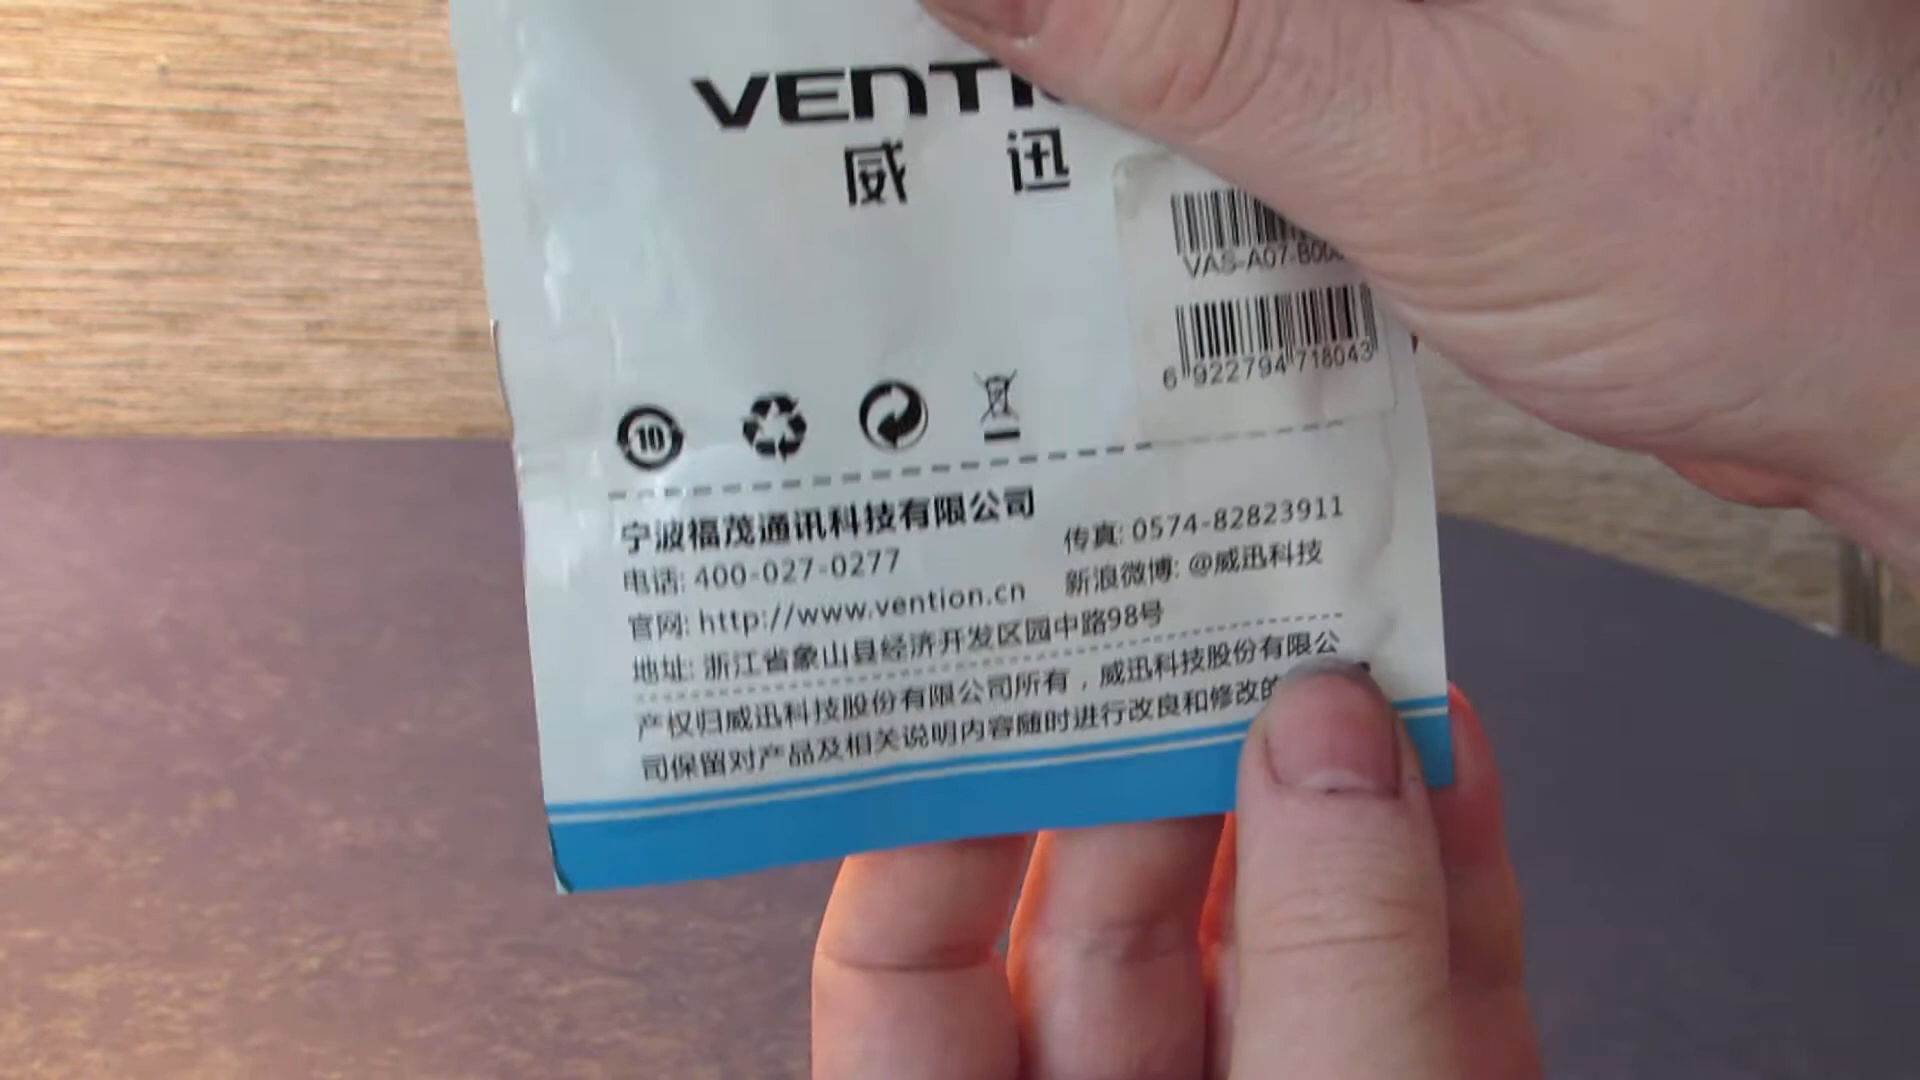 VENTI
威 迅
VAS-A07-B0
6 922794 718043
10
宁波福茂通讯科技有限公司
电话: 400-027-0277
传真: 0574-82823911
官网: http://www.vention.cn
新浪微博: @威迅科技
地址: 浙江省象山县经济开发区园中路98号
产权归威迅科技股份有限公司所有，威迅科技股份有限公
司保留对产品及相关说明内容随时进行改良和修改的